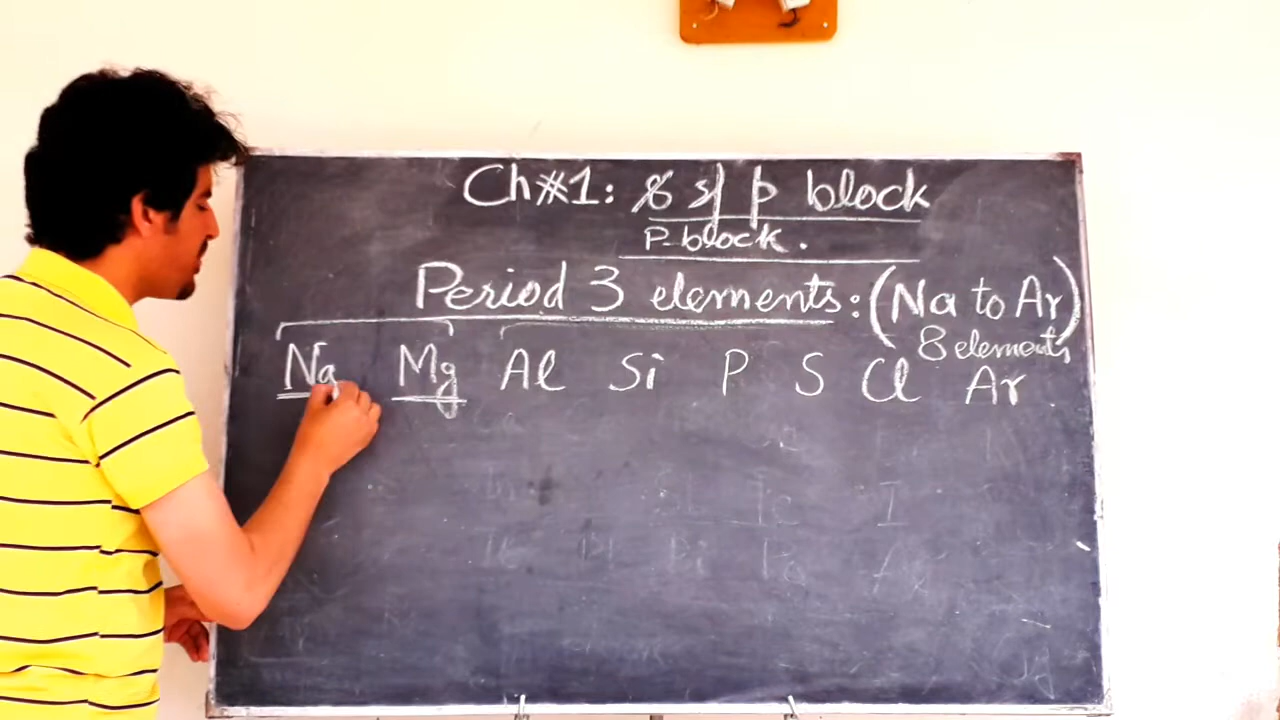 Ch#1: s p block
P-block.
Period 3 elements: (Na to Ar)
8 elements
Na Mg Al Si P S Cl Ar
I